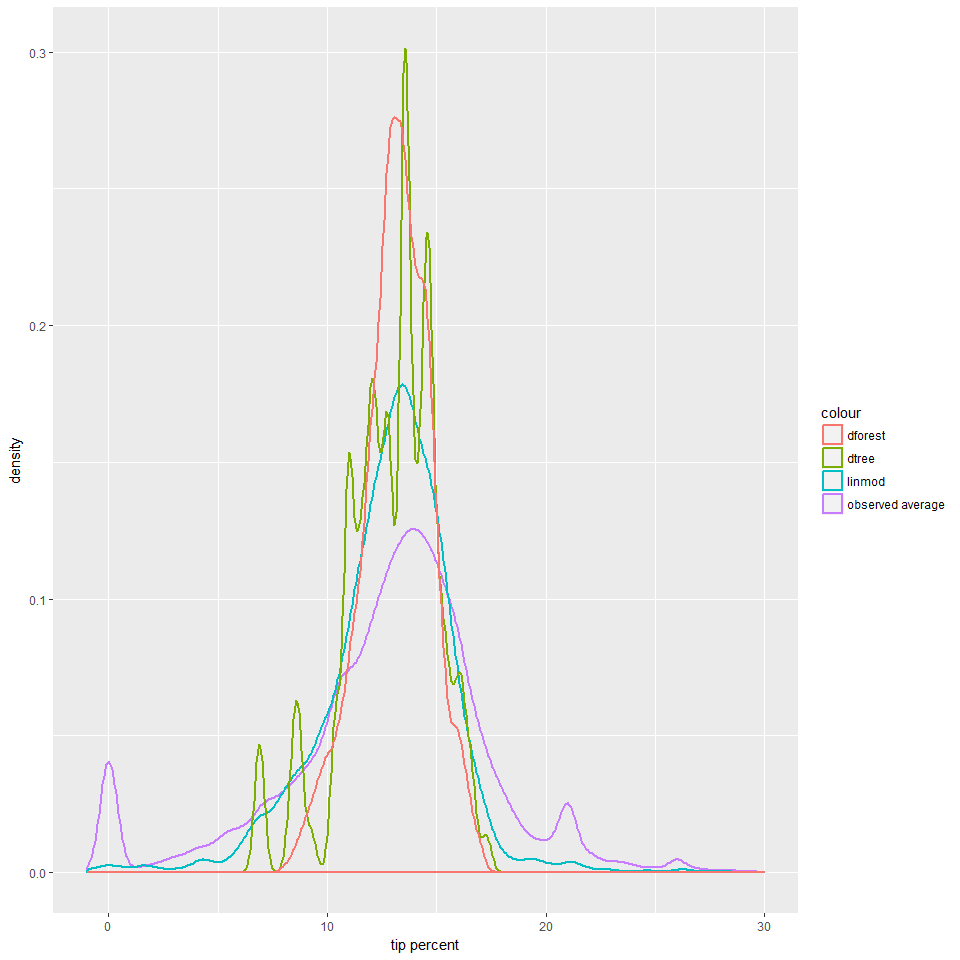 0.3
0.2
0.1
0.0
density
0
10
20
30
tip percent
colour
dforest
dtree
linmod
observed average